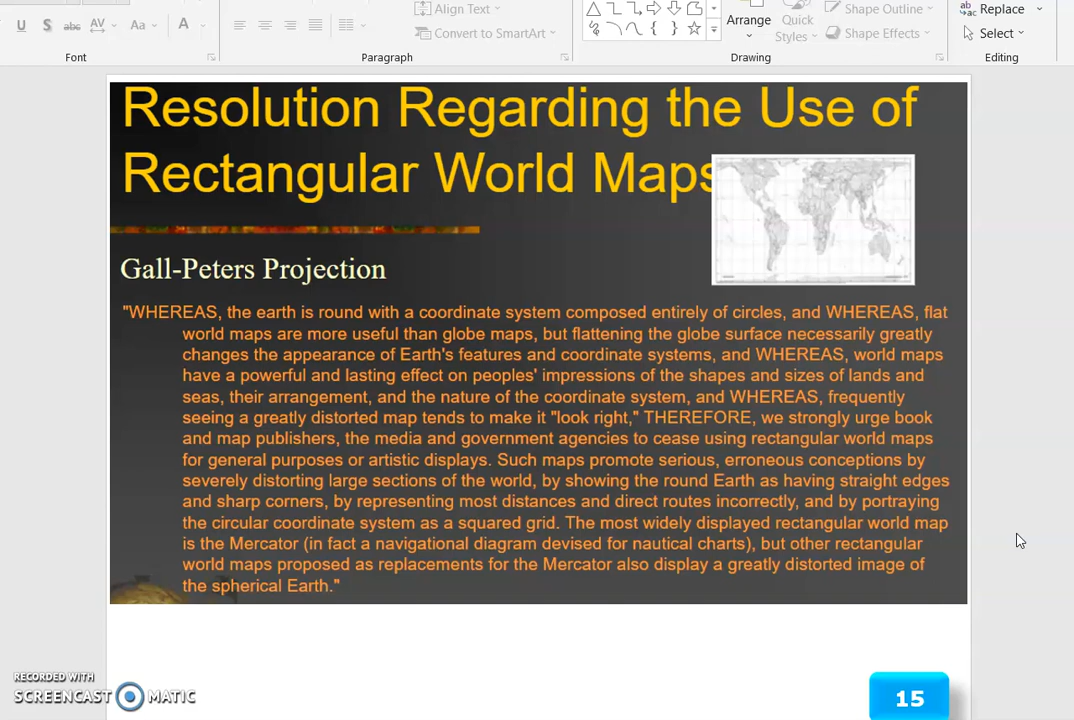 Align Text
Replace
Shape Outline
U S abc AV Aa A
Arrange Quick
Styles
Convert to SmartArt
Shape Effects
Select
Font
Paragraph
Drawing
Editing
Resolution Regarding the Use of
Rectangular World Maps
Gall-Peters Projection
"WHEREAS, the earth is round with a coordinate system composed entirely of circles, and WHEREAS, flat
world maps are more useful than globe maps, but flattening the globe surface necessarily greatly
changes the appearance of Earth's features and coordinate systems, and WHEREAS, world maps
have a powerful and lasting effect on peoples' impressions of the shapes and sizes of lands and
seas, their arrangement, and the nature of the coordinate system, and WHEREAS, frequently
seeing a greatly distorted map tends to make it "look right," THEREFORE, we strongly urge book
and map publishers, the media and government agencies to cease using rectangular world maps
for general purposes or artistic displays. Such maps promote serious, erroneous conceptions by
severely distorting large sections of the world, by showing the round Earth as having straight edges
and sharp corners, by representing most distances and direct routes incorrectly, and by portraying
the circular coordinate system as a squared grid. The most widely displayed rectangular world map
is the Mercator (in fact a navigational diagram devised for nautical charts), but other rectangular
world maps proposed as replacements for the Mercator also display a greatly distorted image of
the spherical Earth."
RECORDED WITH
SCREENCAST MATIC
15